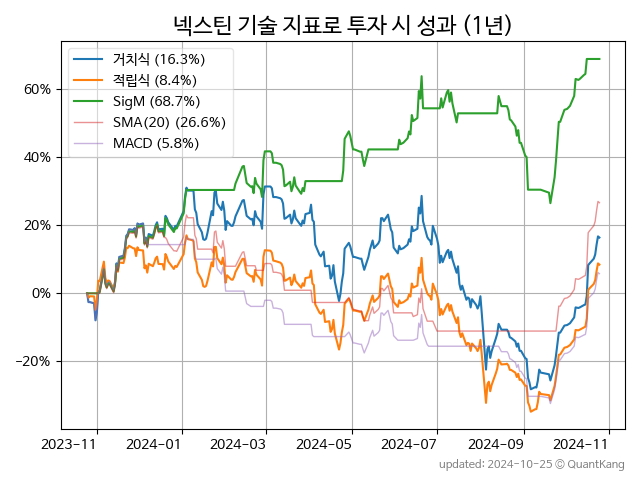 넥스틴 기술 지표로 투자 시 성과 (1년)
거치식 (16.3%)
적립식 (8.4%)
SigM (68.7%)
SMA(20) (26.6%)
MACD (5.8%)
60%
40%
20%
0%
−20%
2023-11 2024-01 2024-03 2024-05 2024-07 2024-09 2024-11
updated: 2024-10-25 © QuantKang